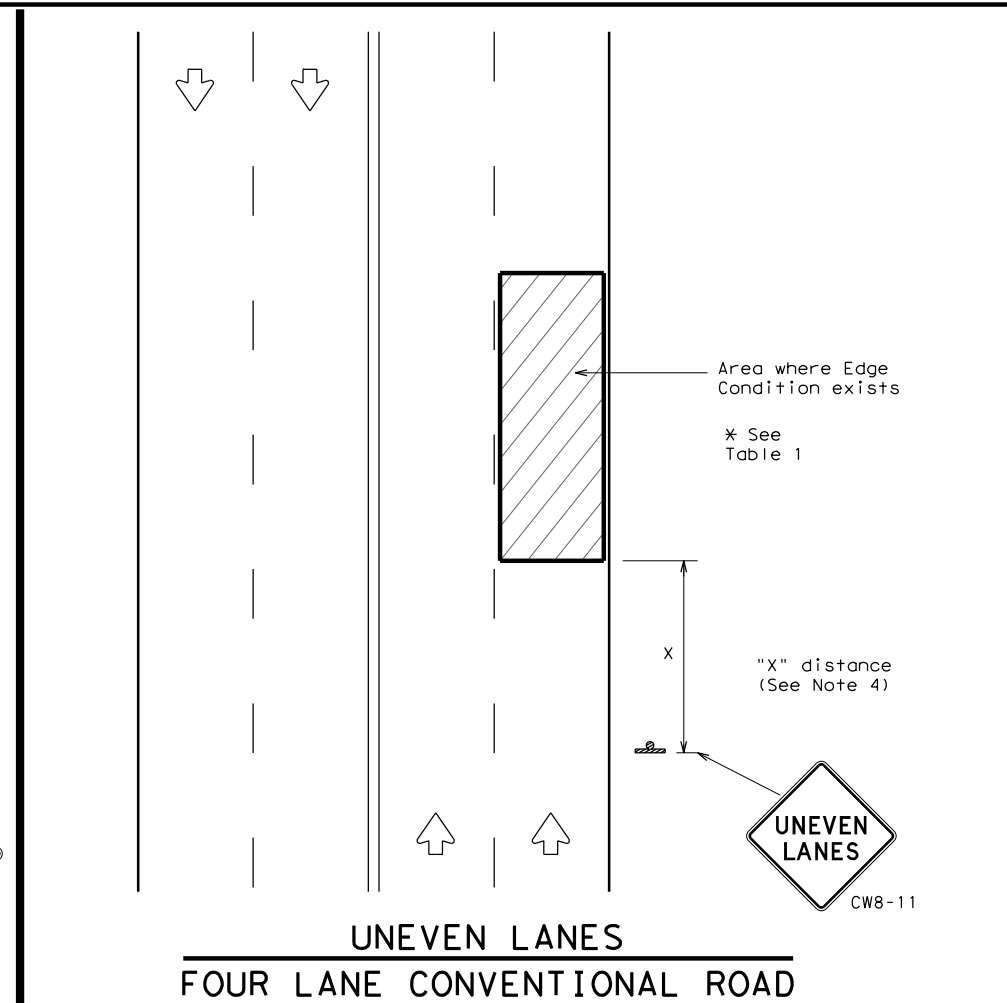 Area where Edge
Condition exists
* See
Table 1
X
"X" distance
(See Note 4)
UNEVEN
LANES
CW8-11
UNEVEN LANES
FOUR LANE CONVENTIONAL ROAD